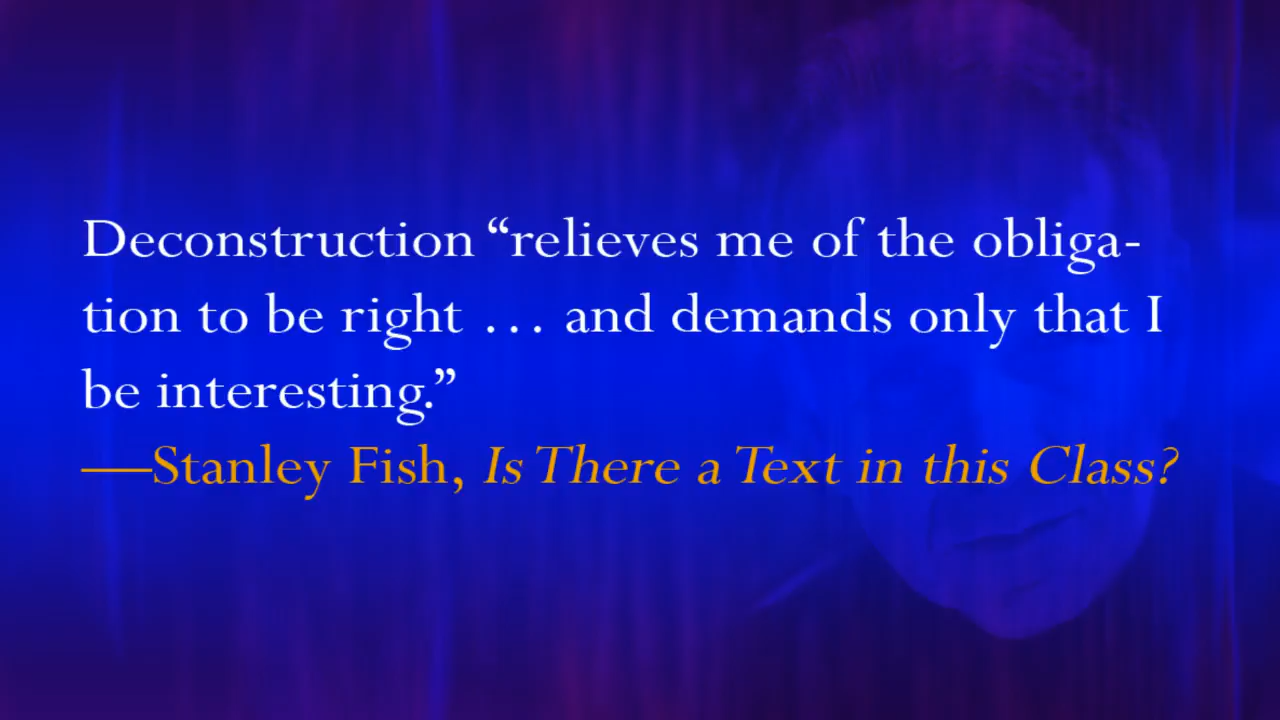 Deconstruction “relieves me of the obliga-
tion to be right … and demands only that I
be interesting.”
—Stanley Fish, Is There a Text in this Class?